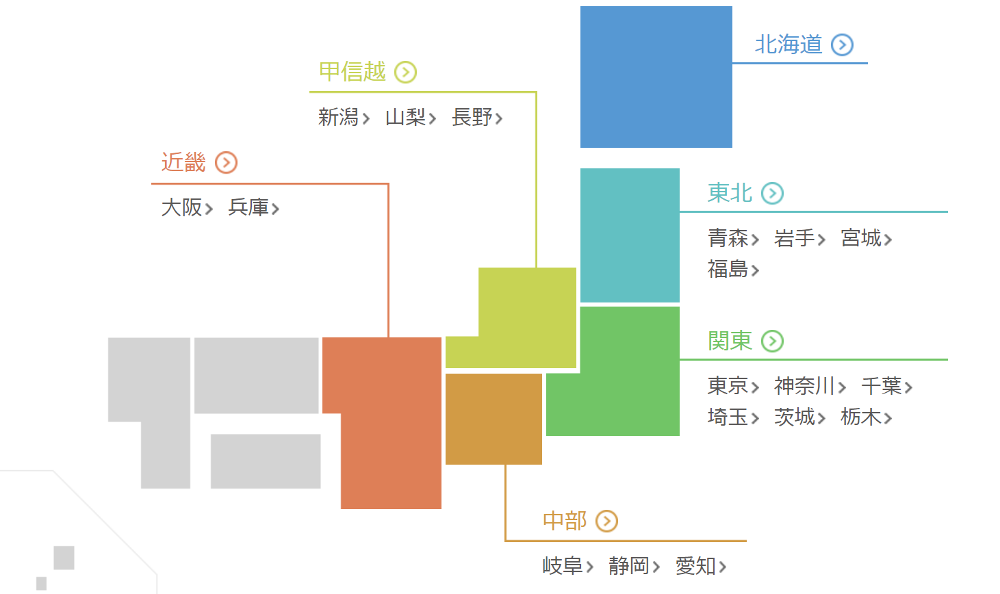 北海道
甲信越
新潟 山梨 長野
近畿
大阪 兵庫
東北
青森 岩手 宮城
福島
関東
東京 神奈川 千葉
埼玉 茨城 栃木
中部
岐阜 静岡 愛知